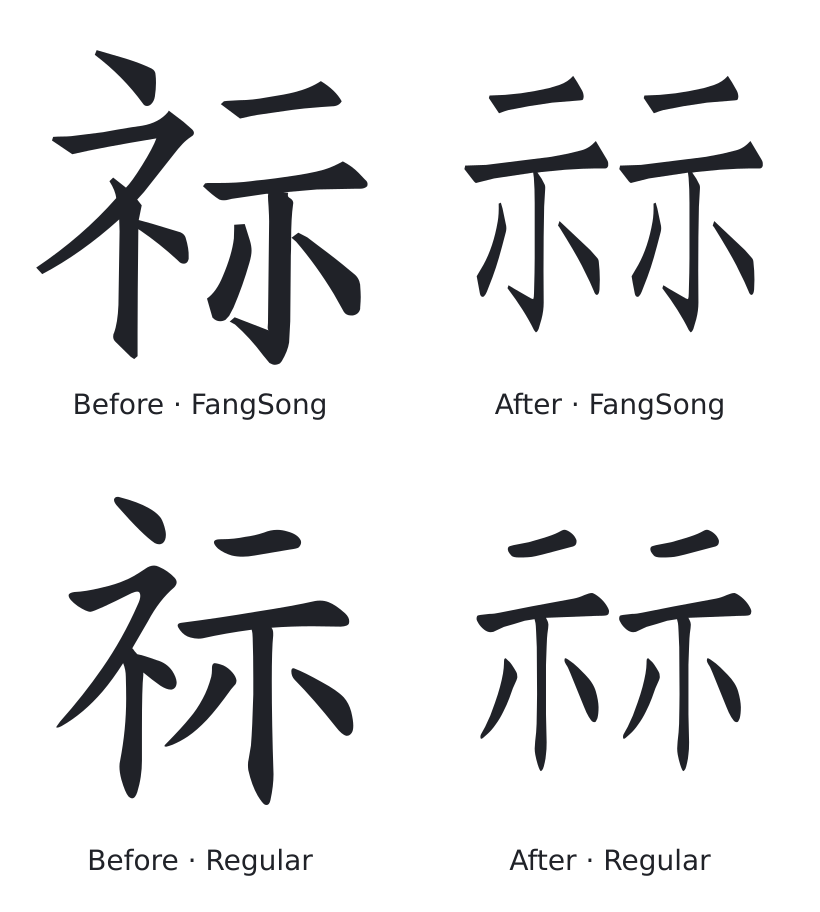 祘 祘
Before · FangSong After · FangSong
祘 祘
Before · Regular After · Regular